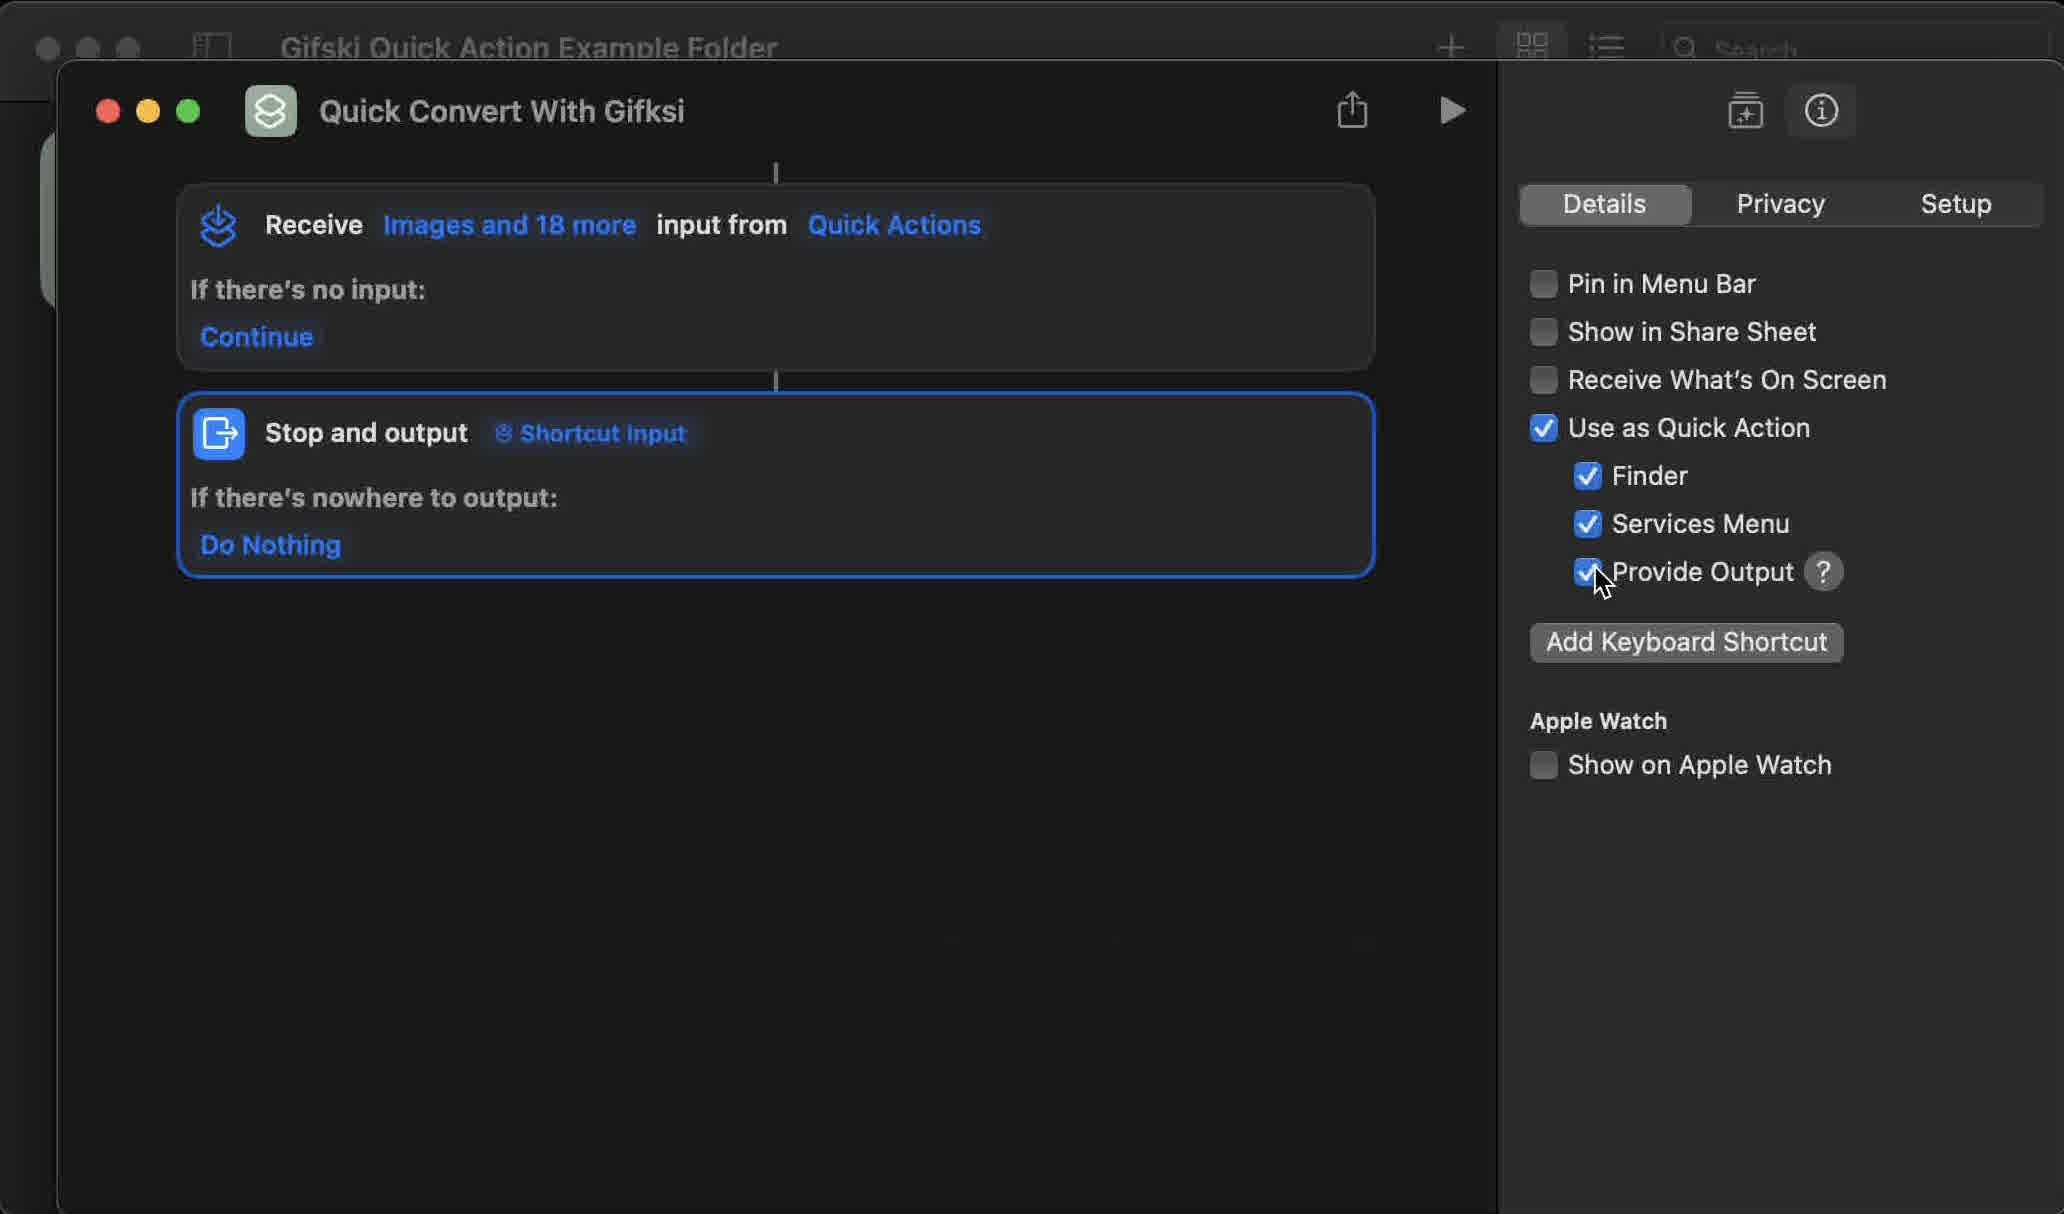 Gifski Quick Action Example Folder
Search
Quick Convert With Gifksi
Receive Images and 18 more input from Quick Actions
If there's no input:
Continue
Stop and output Shortcut Input
If there's nowhere to output:
Do Nothing
Details Privacy Setup
Pin in Menu Bar
Show in Share Sheet
Receive What's On Screen
Use as Quick Action
Finder
Services Menu
Provide Output ?
Add Keyboard Shortcut
Apple Watch
Show on Apple Watch